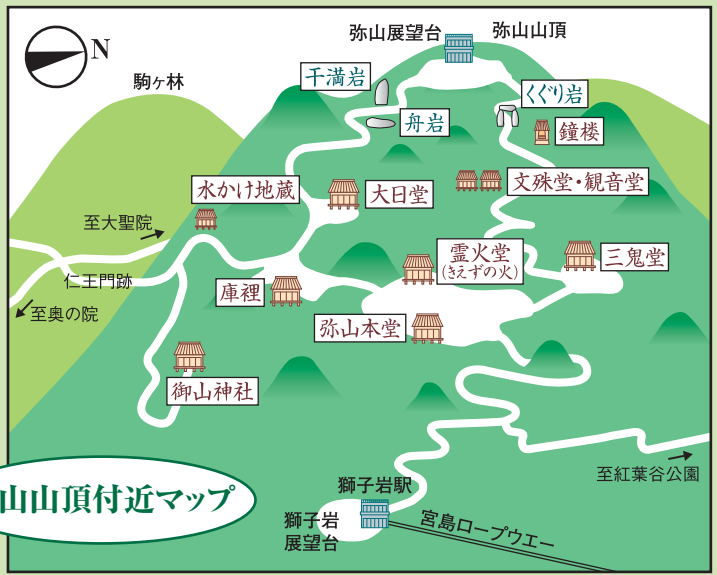 N
弥山展望台
弥山山頂
駒ヶ林
干満岩
くぐり岩
舟岩
鐘楼
水かけ地蔵
大日堂
文殊堂・観音堂
至大聖院
霊火堂
(きえずの火)
三鬼堂
仁王門跡
庫裡
至奥の院
弥山本堂
御山神社
至紅葉谷公園
山山頂付近マップ
獅子岩駅
獅子岩
展望台
宮島ロープウエー